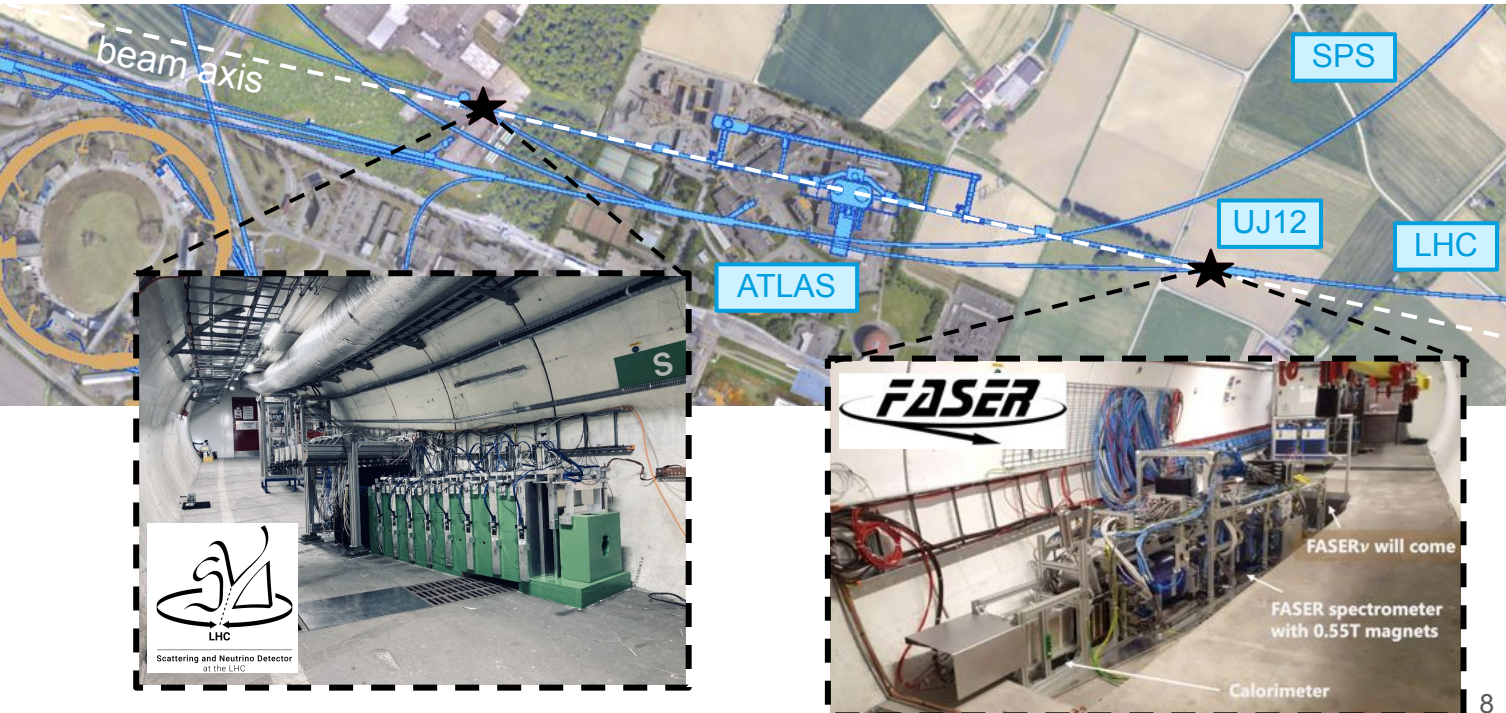 beam axis
SPS
UJ12
LHC
ATLAS
S
FASER
SND
LHC
Scattering and Neutrino Detector
at the LHC
FASERν will come
FASER spectrometer
with 0.55T magnets
Calorimeter
8